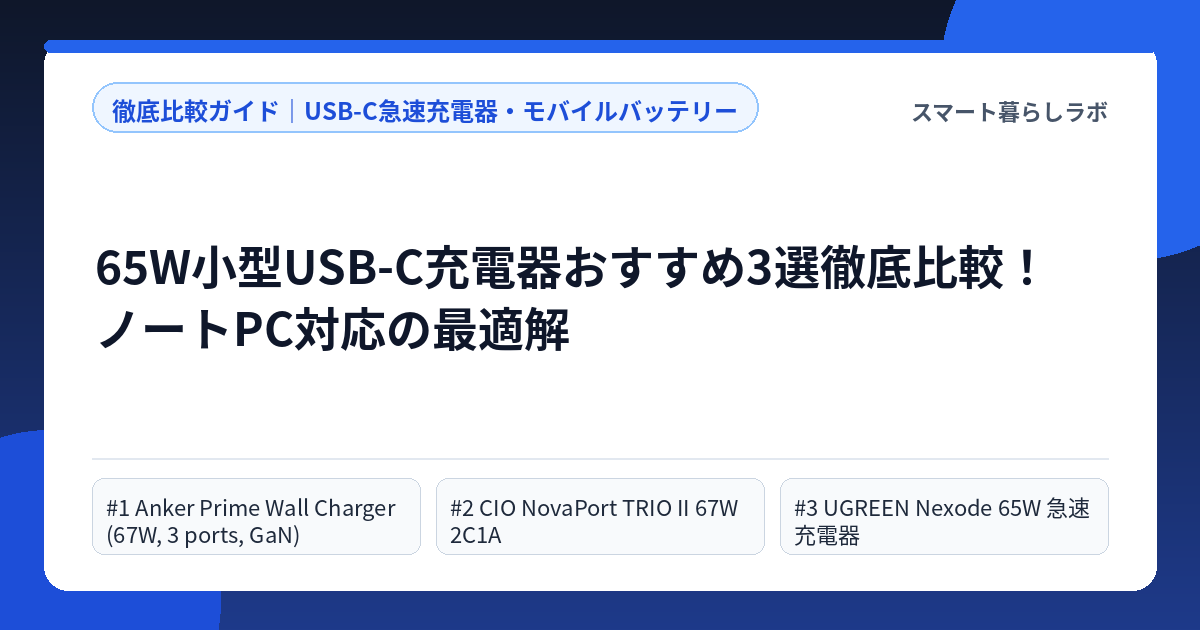 徹底比較ガイド｜USB-C急速充電器・モバイルバッテリー
スマート暮らしラボ
65W小型USB-C充電器おすすめ3選徹底比較！
ノートPC対応の最適解
#1 Anker Prime Wall Charger
(67W, 3 ports, GaN)
#2 CIO NovaPort TRIO II 67W
2C1A
#3 UGREEN Nexode 65W 急速
充電器